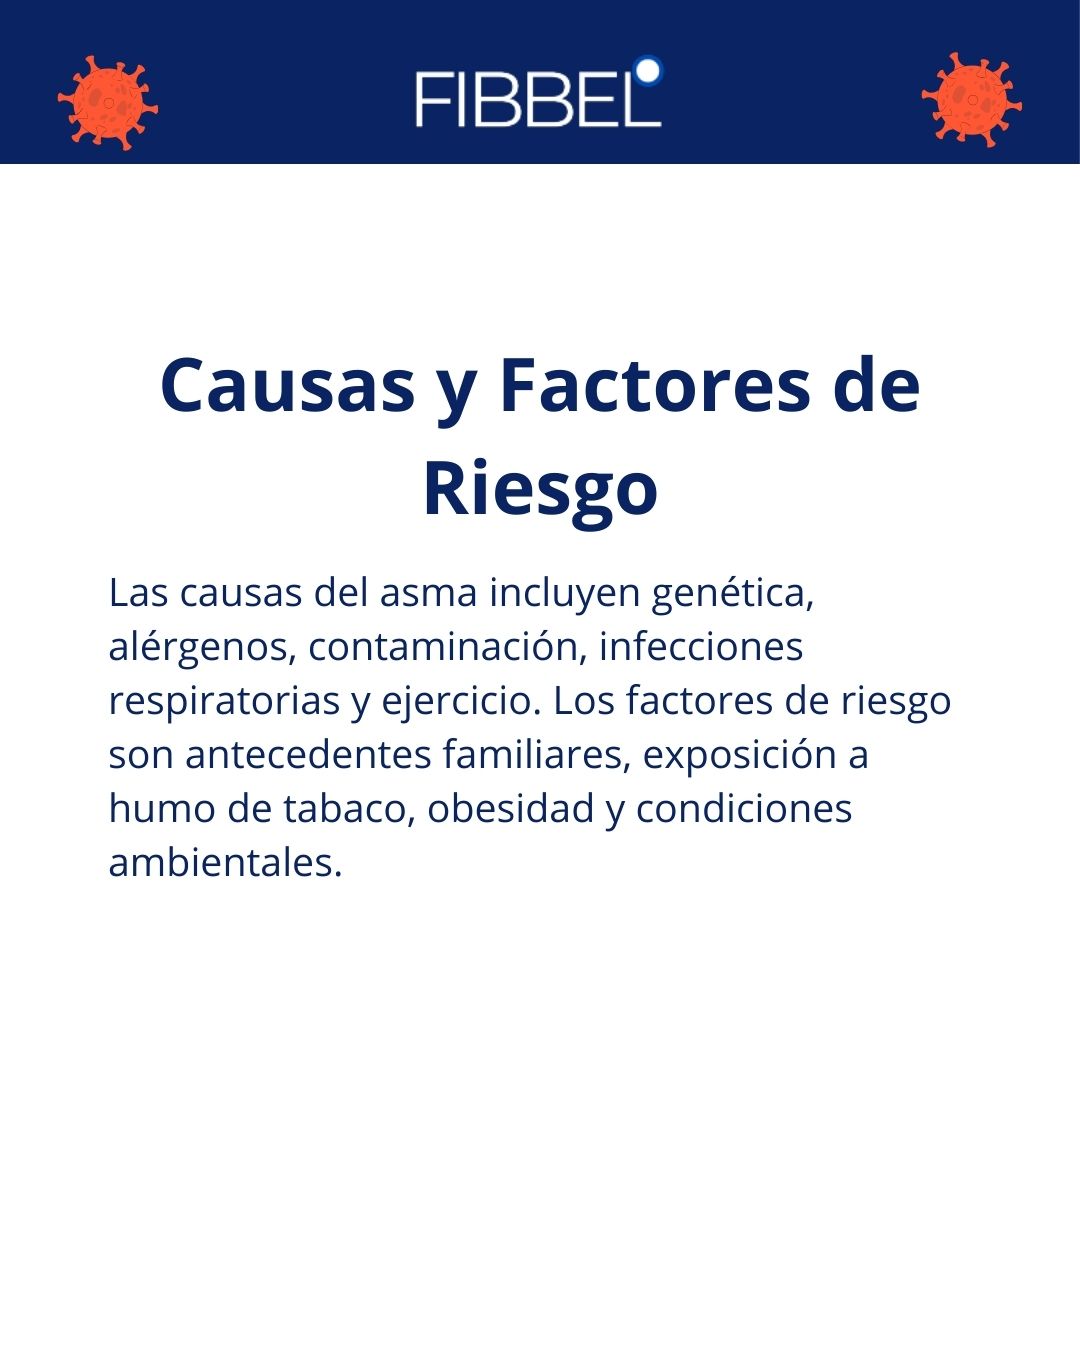 FIBBEL
Causas y Factores de
Riesgo
Las causas del asma incluyen genética,
alérgenos, contaminación, infecciones
respiratorias y ejercicio. Los factores de riesgo
son antecedentes familiares, exposición a
humo de tabaco, obesidad y condiciones
ambientales.